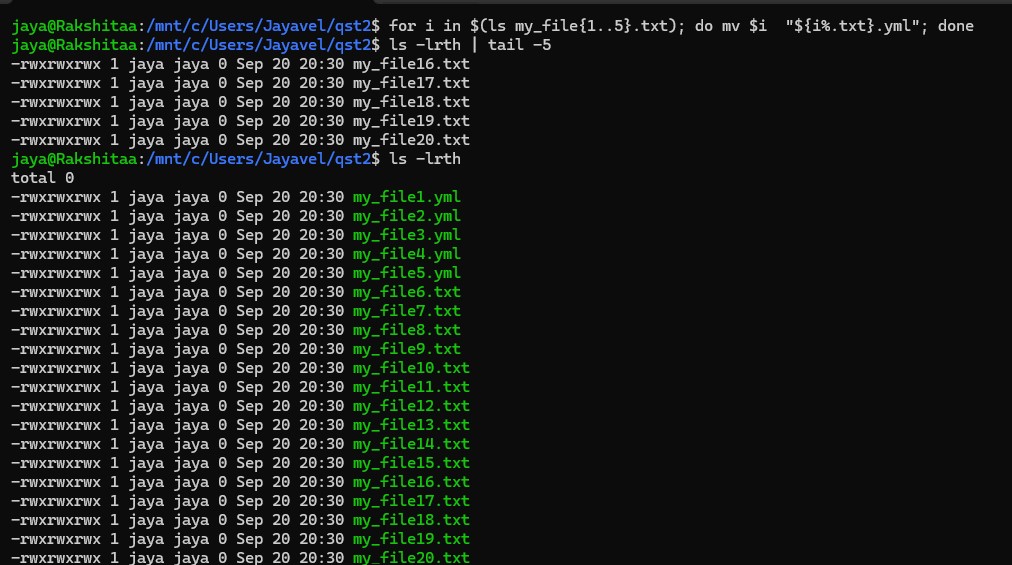 jaya@Rakshitaa:/mnt/c/Users/Jayavel/qst2$ for i in $(ls my_file{1..5}.txt); do mv $i  "${i%.txt}.yml"; done
jaya@Rakshitaa:/mnt/c/Users/Jayavel/qst2$ ls -lrth | tail -5
-rwxrwxrwx 1 jaya jaya 0 Sep 20 20:30 my_file16.txt
-rwxrwxrwx 1 jaya jaya 0 Sep 20 20:30 my_file17.txt
-rwxrwxrwx 1 jaya jaya 0 Sep 20 20:30 my_file18.txt
-rwxrwxrwx 1 jaya jaya 0 Sep 20 20:30 my_file19.txt
-rwxrwxrwx 1 jaya jaya 0 Sep 20 20:30 my_file20.txt
jaya@Rakshitaa:/mnt/c/Users/Jayavel/qst2$ ls -lrth
total 0
-rwxrwxrwx 1 jaya jaya 0 Sep 20 20:30 my_file1.yml
-rwxrwxrwx 1 jaya jaya 0 Sep 20 20:30 my_file2.yml
-rwxrwxrwx 1 jaya jaya 0 Sep 20 20:30 my_file3.yml
-rwxrwxrwx 1 jaya jaya 0 Sep 20 20:30 my_file4.yml
-rwxrwxrwx 1 jaya jaya 0 Sep 20 20:30 my_file5.yml
-rwxrwxrwx 1 jaya jaya 0 Sep 20 20:30 my_file6.txt
-rwxrwxrwx 1 jaya jaya 0 Sep 20 20:30 my_file7.txt
-rwxrwxrwx 1 jaya jaya 0 Sep 20 20:30 my_file8.txt
-rwxrwxrwx 1 jaya jaya 0 Sep 20 20:30 my_file9.txt
-rwxrwxrwx 1 jaya jaya 0 Sep 20 20:30 my_file10.txt
-rwxrwxrwx 1 jaya jaya 0 Sep 20 20:30 my_file11.txt
-rwxrwxrwx 1 jaya jaya 0 Sep 20 20:30 my_file12.txt
-rwxrwxrwx 1 jaya jaya 0 Sep 20 20:30 my_file13.txt
-rwxrwxrwx 1 jaya jaya 0 Sep 20 20:30 my_file14.txt
-rwxrwxrwx 1 jaya jaya 0 Sep 20 20:30 my_file15.txt
-rwxrwxrwx 1 jaya jaya 0 Sep 20 20:30 my_file16.txt
-rwxrwxrwx 1 jaya jaya 0 Sep 20 20:30 my_file17.txt
-rwxrwxrwx 1 jaya jaya 0 Sep 20 20:30 my_file18.txt
-rwxrwxrwx 1 jaya jaya 0 Sep 20 20:30 my_file19.txt
-rwxrwxrwx 1 jaya jaya 0 Sep 20 20:30 my_file20.txt